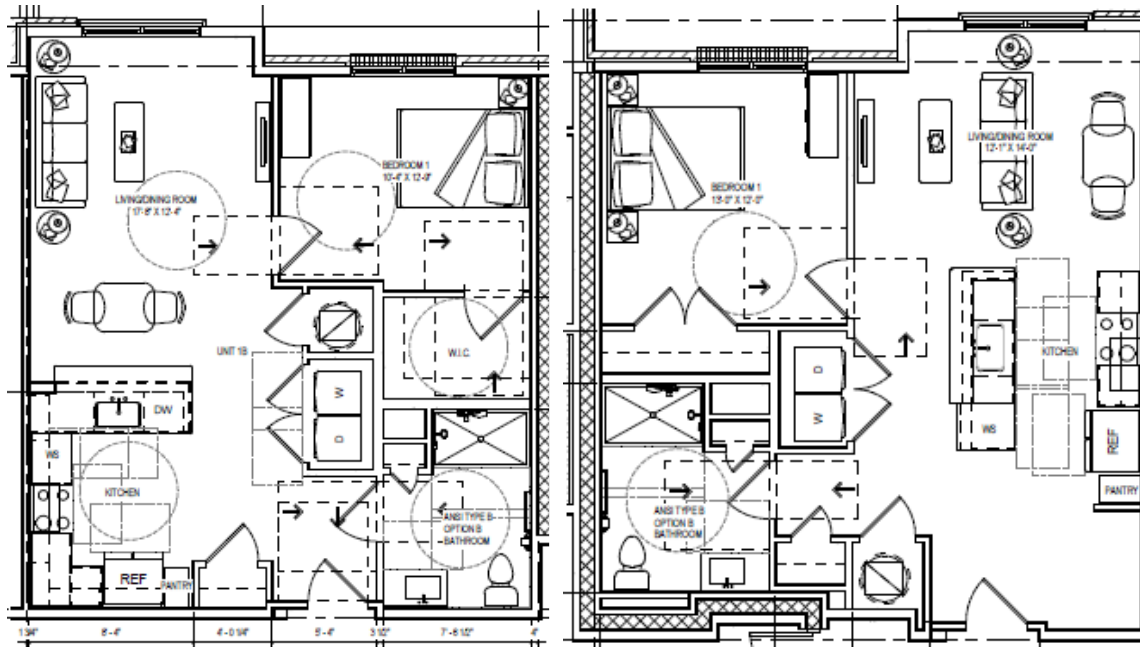 LIVING/DINING ROOM
17'-8" X 12'-4"
BEDROOM 1
10'-4" X 12'-9"
UNIT 1B
W.I.C.
W
D
DW
WS
KITCHEN
REF
PANTRY
ANSI TYPE B
OPTION B
BATHROOM
1 3/4"
8'-4"
4'-0 1/4"
5'-4"
3 1/2"
7'-6 1/2"
4"
LIVING/DINING ROOM
12'-1" X 14'-0"
BEDROOM 1
13'-0" X 12'-0"
D
W
KITCHEN
WS
REF
PANTRY
ANSI TYPE B
OPTION B
BATHROOM